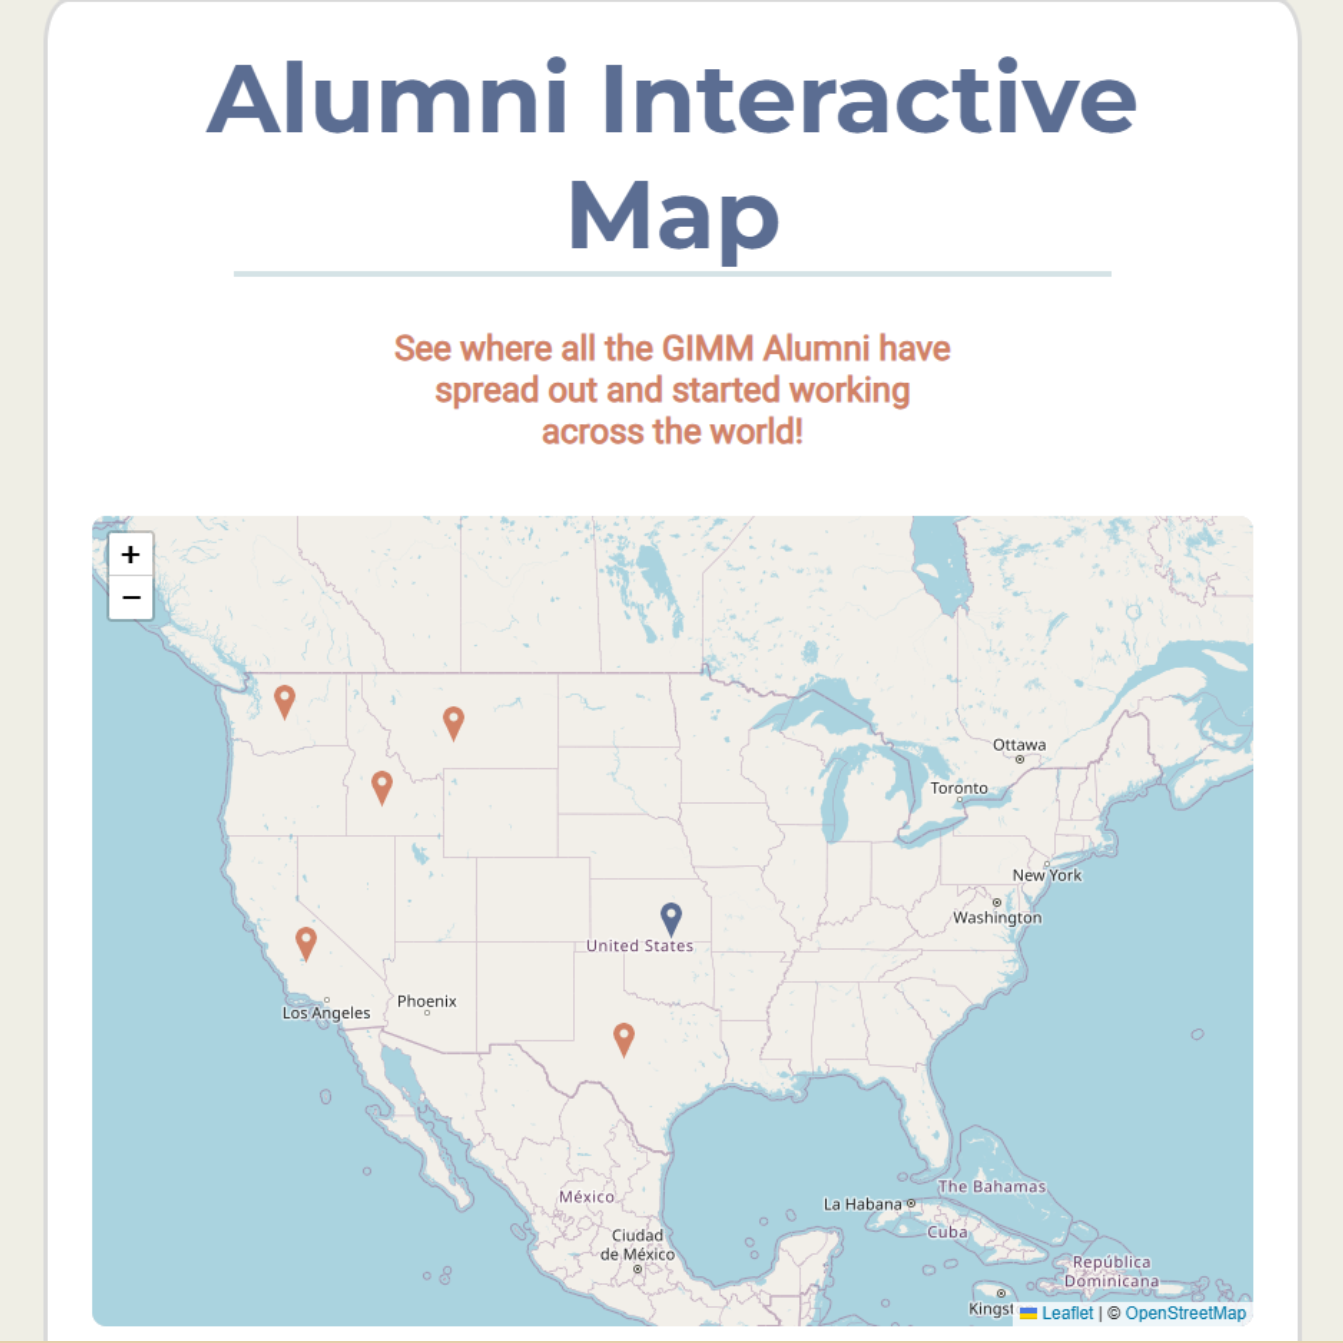 Alumni Interactive
Map
See where all the GIMM Alumni have
spread out and started working
across the world!
+
−
Ottawa
Toronto
New York
Washington
United States
Los Angeles
Phoenix
México
Ciudad
de México
La Habana
The Bahamas
Cuba
República
Dominicana
Kingst
Leaflet | © OpenStreetMap